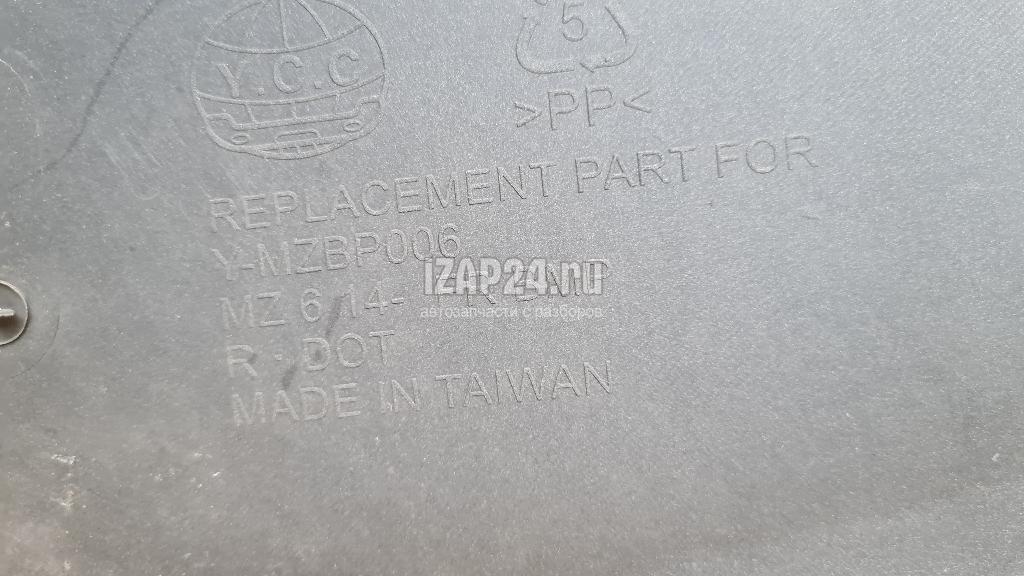 Y.C.C
5
>PP<
REPLACEMENT PART FOR
Y-MZBP006
MZ 6 14-
iZAP24.ru
автозапчасти с разборов
R · DOT
MADE IN TAIWAN